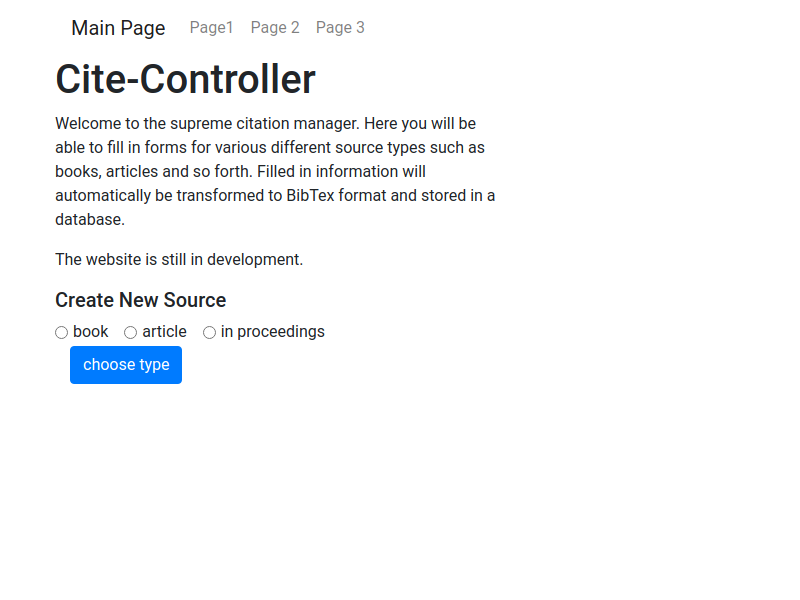 Main Page Page1 Page 2 Page 3
Cite-Controller
Welcome to the supreme citation manager. Here you will be
able to fill in forms for various different source types such as
books, articles and so forth. Filled in information will
automatically be transformed to BibTex format and stored in a
database.
The website is still in development.
Create New Source
book article in proceedings
choose type